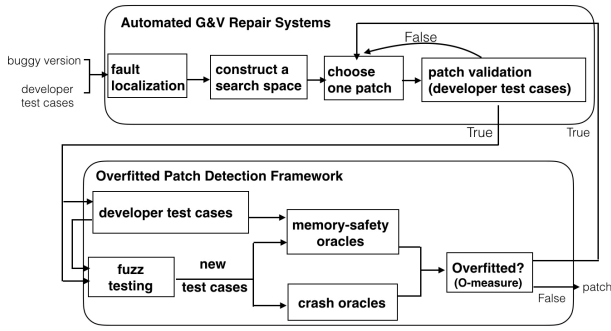 Automated G&V Repair Systems
False
buggy version
developer
test cases
fault
localization
construct a
search space
choose
one patch
patch validation
(developer test cases)
True
True
Overfitted Patch Detection Framework
developer test cases
memory-safety
oracles
fuzz
testing
new
test cases
crash oracles
Overfitted?
(O-measure)
False
patch